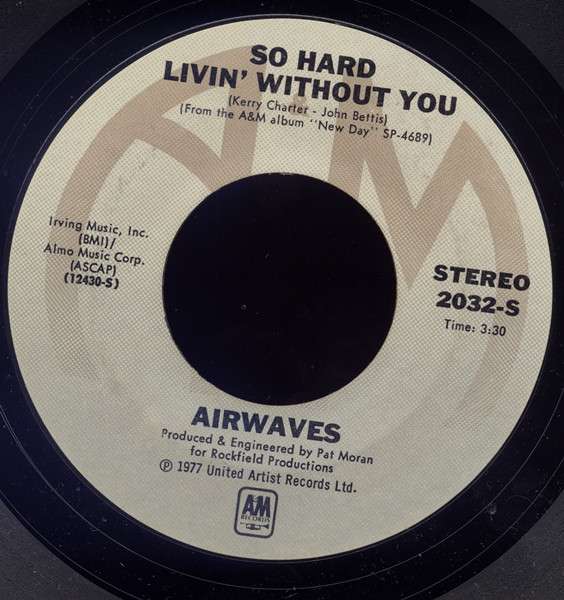 SO HARD
LIVIN' WITHOUT YOU
(Kerry Charter - John Bettis)
(From the A&M album "New Day" SP-4689)
Irving Music, Inc.
(BMI)/
Almo Music Corp.
(ASCAP)
(12430-S)
STEREO
2032-S
Time: 3:30
AIRWAVES
Produced & Engineered by Pat Moran
for Rockfield Productions
℗ 1977 United Artist Records Ltd.
A&M
RECORDS